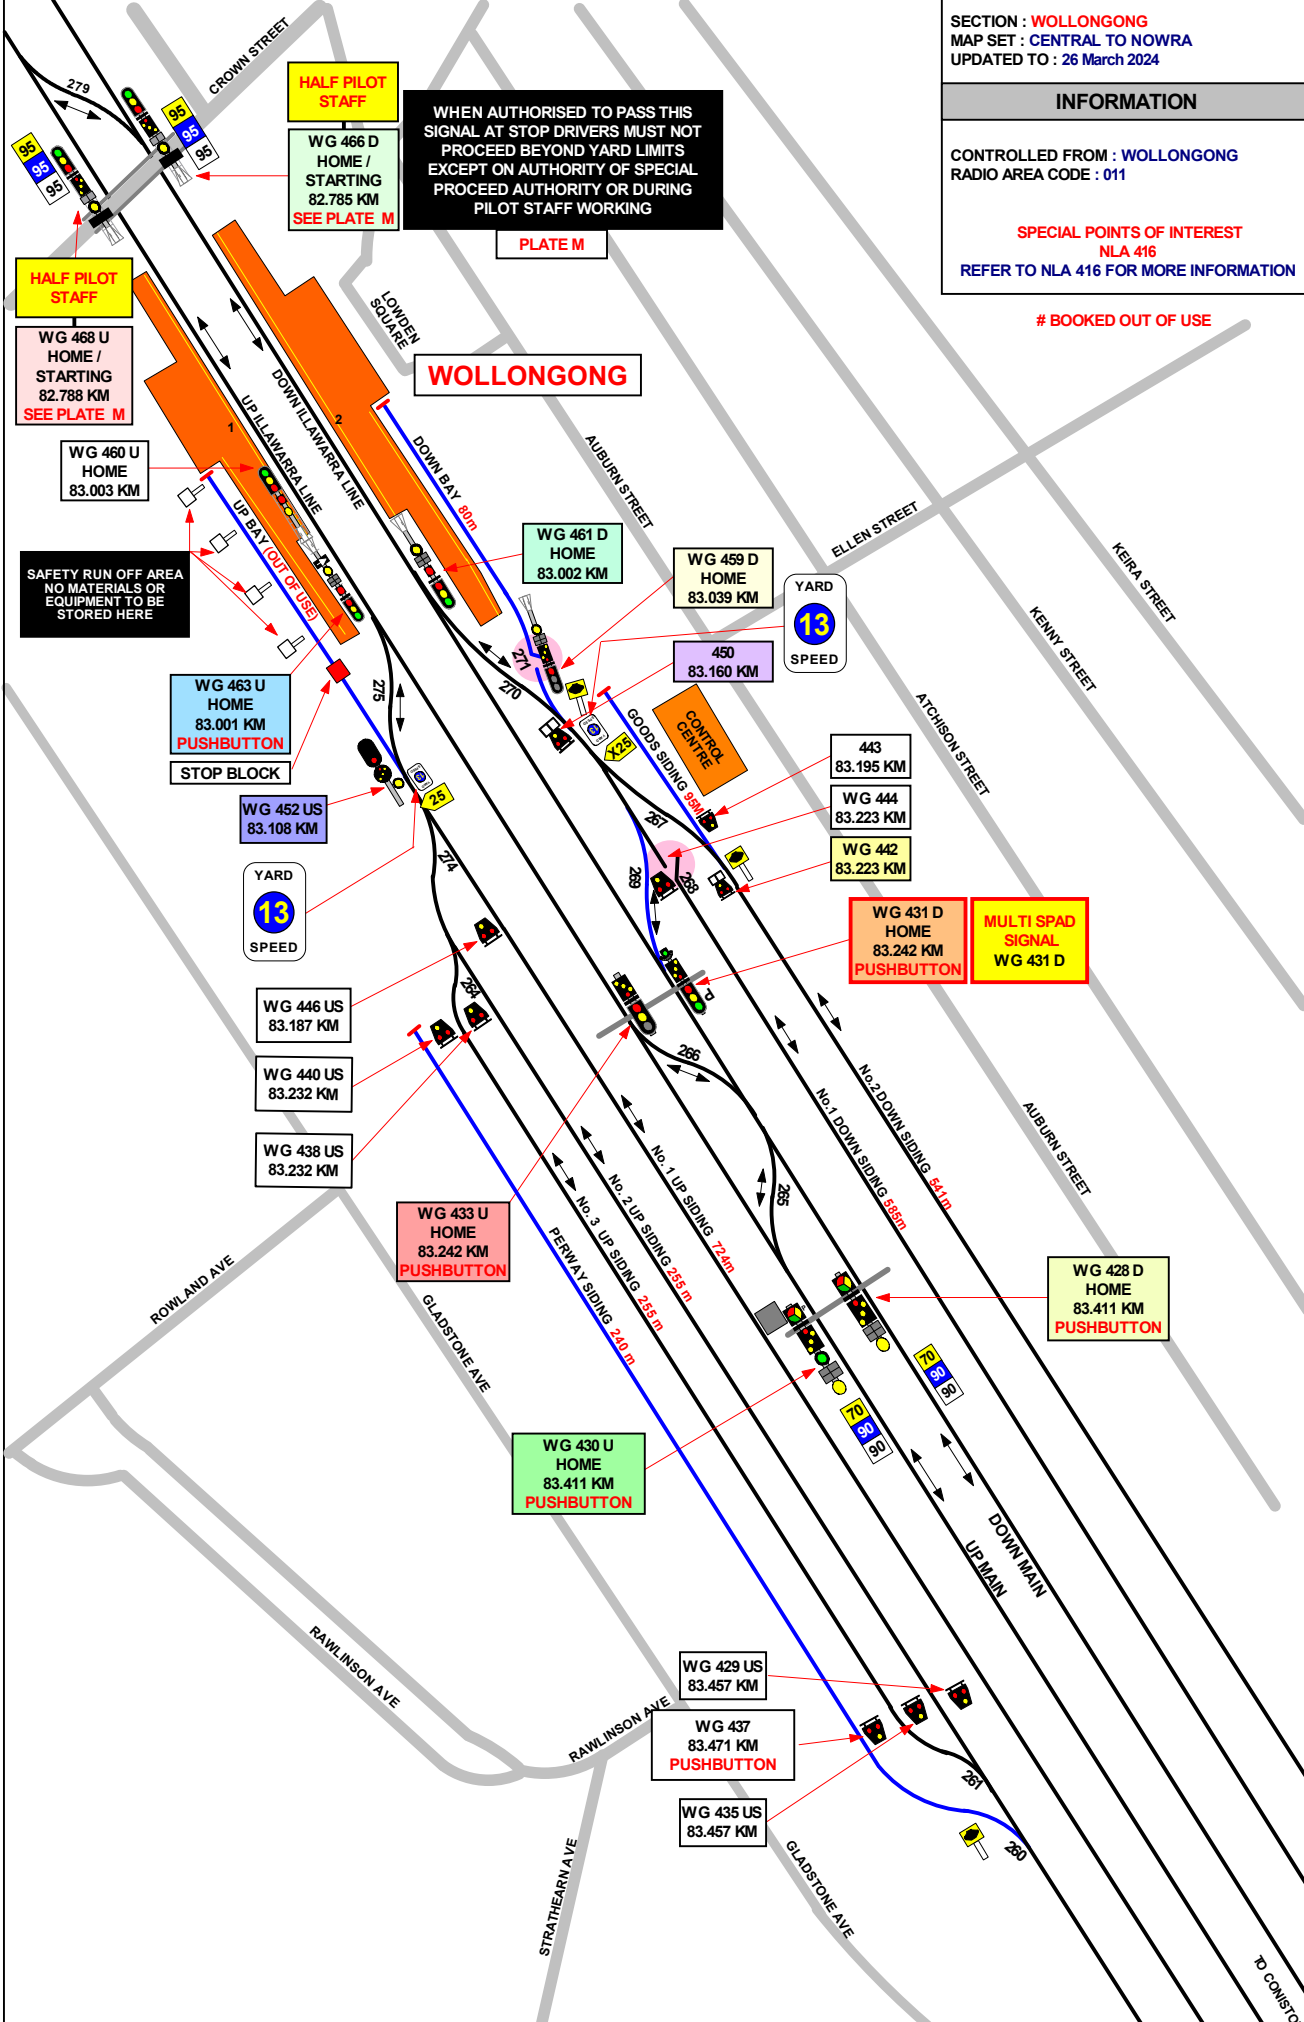 SECTION : WOLLONGONG
MAP SET : CENTRAL TO NOWRA
UPDATED TO : 26 March 2024
INFORMATION
CONTROLLED FROM : WOLLONGONG
RADIO AREA CODE : 011
SPECIAL POINTS OF INTEREST
NLA 416
REFER TO NLA 416 FOR MORE INFORMATION
# BOOKED OUT OF USE
CROWN STREET
279
95
95
95
95
95
95
HALF PILOT
STAFF
WG 466 D
HOME /
STARTING
82.785 KM
SEE PLATE M
WHEN AUTHORISED TO PASS THIS
SIGNAL AT STOP DRIVERS MUST NOT
PROCEED BEYOND YARD LIMITS
EXCEPT ON AUTHORITY OF SPECIAL
PROCEED AUTHORITY OR DURING
PILOT STAFF WORKING
PLATE M
HALF PILOT
STAFF
WG 468 U
HOME /
STARTING
82.788 KM
SEE PLATE M
LOWDEN
SQUARE
WOLLONGONG
UP ILLAWARRA LINE
DOWN ILLAWARRA LINE
1
2
WG 460 U
HOME
83.003 KM
DOWN BAY 80m
UP BAY (OUT OF USE)
AUBURN STREET
ELLEN STREET
KEIRA STREET
KENNY STREET
ATCHISON STREET
SAFETY RUN OFF AREA
NO MATERIALS OR
EQUIPMENT TO BE
STORED HERE
WG 461 D
HOME
83.002 KM
WG 459 D
HOME
83.039 KM
YARD
13
SPEED
450
83.160 KM
271
270
275
WG 463 U
HOME
83.001 KM
PUSHBUTTON
STOP BLOCK
X25
GOODS SIDING 95M
CONTROL
CENTRE
443
83.195 KM
WG 444
83.223 KM
WG 442
83.223 KM
WG 452 US
83.108 KM
25
267
274
269
268
YARD
13
SPEED
WG 431 D
HOME
83.242 KM
PUSHBUTTON
MULTI SPAD
SIGNAL
WG 431 D
P
WG 446 US
83.187 KM
264
WG 440 US
83.232 KM
WG 438 US
83.232 KM
266
265
No.2 DOWN SIDING 541m
No.1 DOWN SIDING 585m
No. 1 UP SIDING 724m
No. 2 UP SIDING 255 m
No. 3 UP SIDING 255 m
PERWAY SIDING 240 m
AUBURN STREET
WG 433 U
HOME
83.242 KM
PUSHBUTTON
ROWLAND AVE
GLADSTONE AVE
WG 428 D
HOME
83.411 KM
PUSHBUTTON
70
90
90
70
90
90
WG 430 U
HOME
83.411 KM
PUSHBUTTON
DOWN MAIN
UP MAIN
RAWLINSON AVE
WG 429 US
83.457 KM
RAWLINSON AVE
WG 437
83.471 KM
PUSHBUTTON
WG 435 US
83.457 KM
261
260
GLADSTONE AVE
STRATHEARN AVE
TO CONISTO